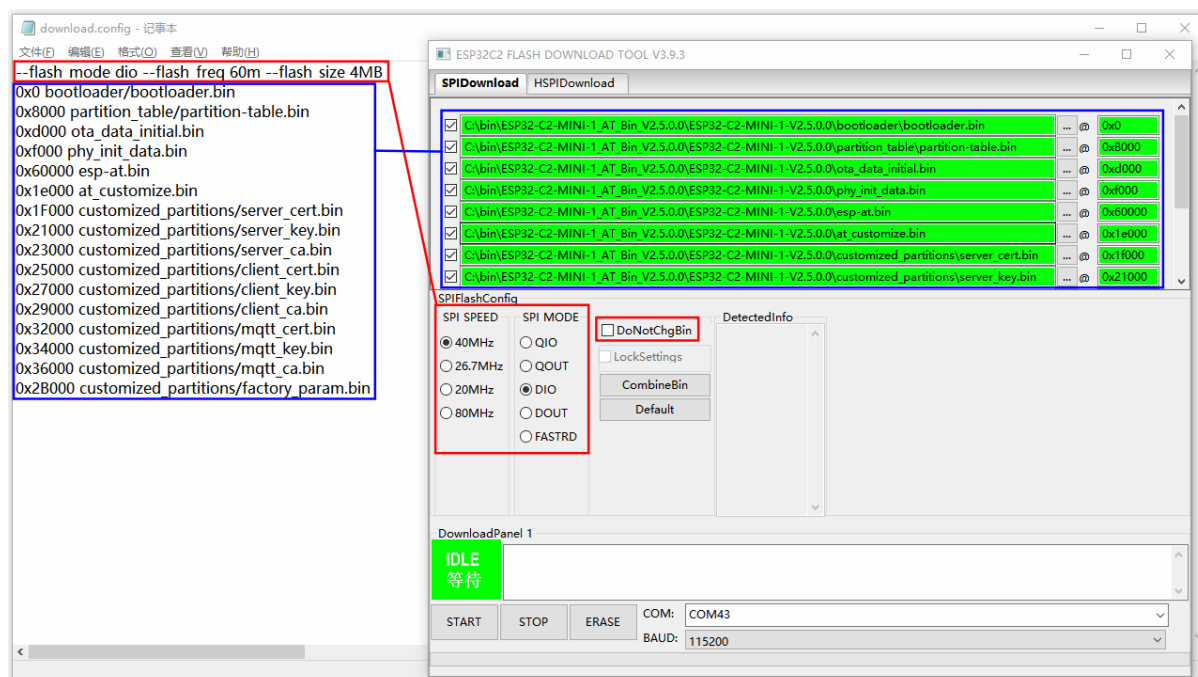 download.config - 记事本
文件(F) 编辑(E) 格式(O) 查看(V) 帮助(H)
--flash_mode dio --flash_freq 60m --flash_size 4MB
0x0 bootloader/bootloader.bin
0x8000 partition_table/partition-table.bin
0xd000 ota_data_initial.bin
0xf000 phy_init_data.bin
0x60000 esp-at.bin
0x1e000 at_customize.bin
0x1F000 customized_partitions/server_cert.bin
0x21000 customized_partitions/server_key.bin
0x23000 customized_partitions/server_ca.bin
0x25000 customized_partitions/client_cert.bin
0x27000 customized_partitions/client_key.bin
0x29000 customized_partitions/client_ca.bin
0x32000 customized_partitions/mqtt_cert.bin
0x34000 customized_partitions/mqtt_key.bin
0x36000 customized_partitions/mqtt_ca.bin
0x2B000 customized_partitions/factory_param.bin
ESP32C2 FLASH DOWNLOAD TOOL V3.9.3
SPIDownload HSPIDownload
C:\bin\ESP32-C2-MINI-1_AT_Bin_V2.5.0.0\ESP32-C2-MINI-1-V2.5.0.0\bootloader\bootloader.bin ... @ 0x0
C:\bin\ESP32-C2-MINI-1_AT_Bin_V2.5.0.0\ESP32-C2-MINI-1-V2.5.0.0\partition_table\partition-table.bin ... @ 0x8000
C:\bin\ESP32-C2-MINI-1_AT_Bin_V2.5.0.0\ESP32-C2-MINI-1-V2.5.0.0\ota_data_initial.bin ... @ 0xd000
C:\bin\ESP32-C2-MINI-1_AT_Bin_V2.5.0.0\ESP32-C2-MINI-1-V2.5.0.0\phy_init_data.bin ... @ 0xf000
C:\bin\ESP32-C2-MINI-1_AT_Bin_V2.5.0.0\ESP32-C2-MINI-1-V2.5.0.0\esp-at.bin ... @ 0x60000
C:\bin\ESP32-C2-MINI-1_AT_Bin_V2.5.0.0\ESP32-C2-MINI-1-V2.5.0.0\at_customize.bin ... @ 0x1e000
C:\bin\ESP32-C2-MINI-1_AT_Bin_V2.5.0.0\ESP32-C2-MINI-1-V2.5.0.0\customized_partitions\server_cert.bin ... @ 0x1f000
C:\bin\ESP32-C2-MINI-1_AT_Bin_V2.5.0.0\ESP32-C2-MINI-1-V2.5.0.0\customized_partitions\server_key.bin ... @ 0x21000
SPIFlashConfig
SPI SPEED SPI MODE DetectedInfo
DoNotChgBin
40MHz QIO
LockSettings
26.7MHz QOUT
CombineBin
20MHz DIO
Default
80MHz DOUT
FASTRD
DownloadPanel 1
IDLE
等待
START STOP ERASE
COM: COM43
BAUD: 115200